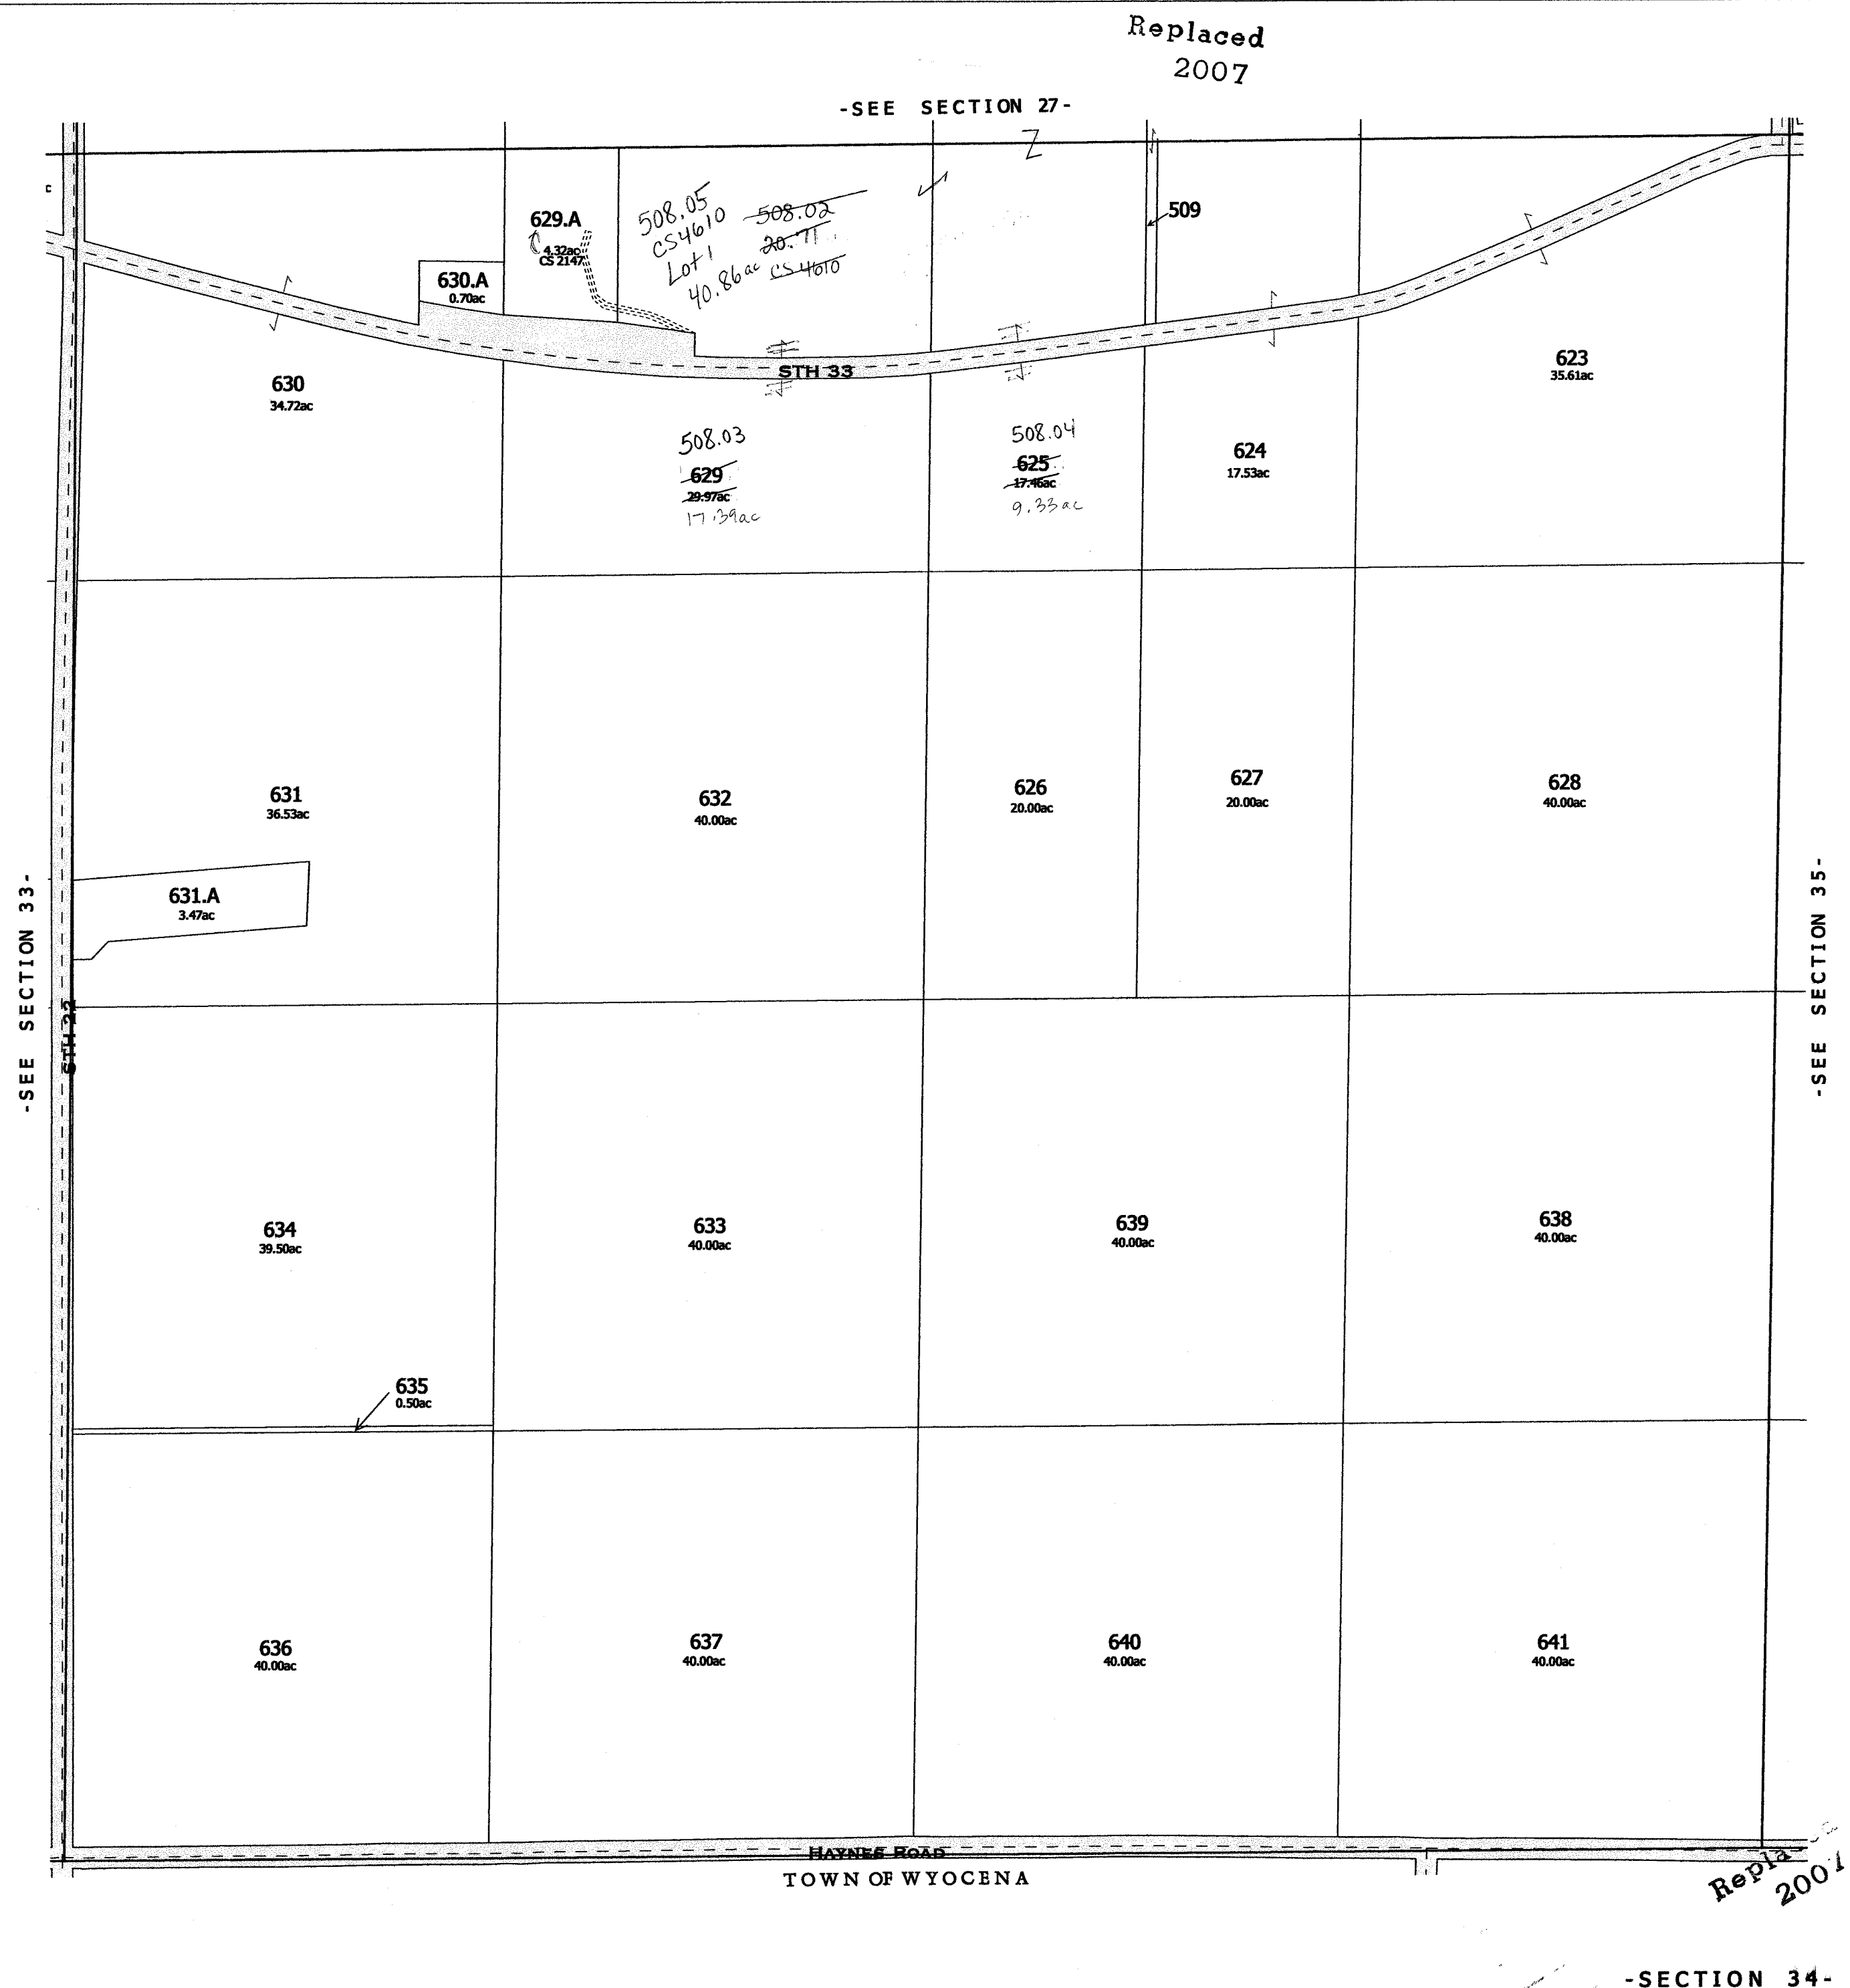 Replaced
2007
-SEE SECTION 27-
629.A
4.32ac
CS 2147
508.05
CS4610
Lot 1
40.86ac
508.02
20.71
CS 4610
509
630.A
0.70ac
STH 33
630
34.72ac
623
35.61ac
508.03
629
29.97ac
17.39ac
508.04
625
17.46ac
9.33ac
624
17.53ac
631
36.53ac
632
40.00ac
626
20.00ac
627
20.00ac
628
40.00ac
631.A
3.47ac
-SEE SECTION 33-
STH 22
-SEE SECTION 35-
634
39.50ac
633
40.00ac
639
40.00ac
638
40.00ac
635
0.50ac
636
40.00ac
637
40.00ac
640
40.00ac
641
40.00ac
HAYNES ROAD
TOWN OF WYOCENA
Repla
2007
-SECTION 34-